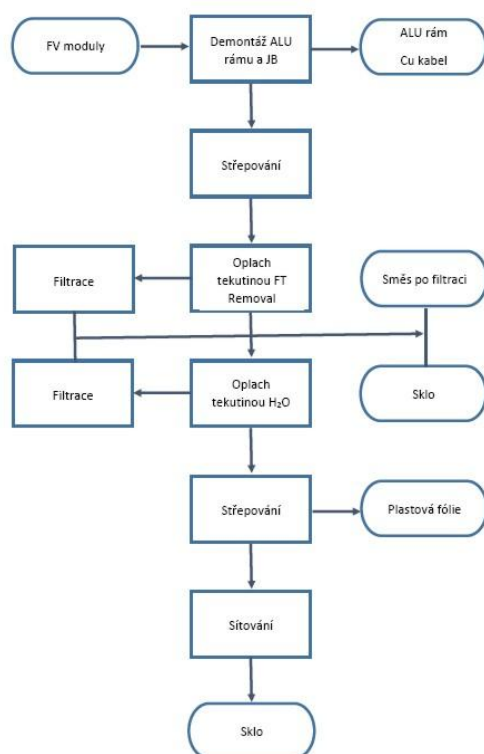 FV moduly
Demontáž ALU
rámu a JB
ALU rám
Cu kabel
Střepování
Filtrace
Oplach
tekutinou FT
Removal
Směs po filtraci
Filtrace
Oplach
tekutinou H₂O
Sklo
Střepování
Plastová fólie
Sítování
Sklo